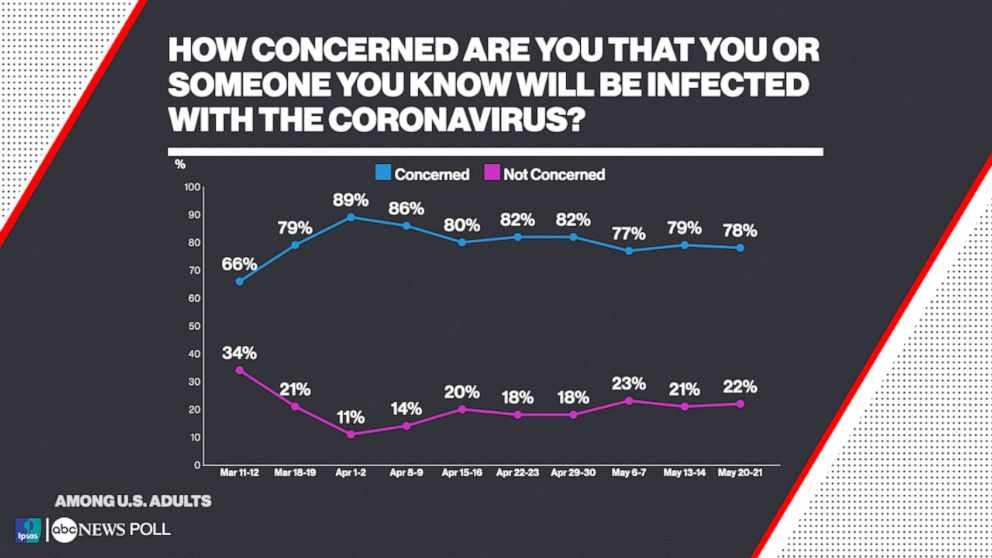 HOW CONCERNED ARE YOU THAT YOU OR
SOMEONE YOU KNOW WILL BE INFECTED
WITH THE CORONAVIRUS?
%
Concerned Not Concerned
100
90
80
70
60
50
40
30
20
10
0
66% 79% 89% 86% 80% 82% 82% 77% 79% 78%
34% 21% 11% 14% 20% 18% 18% 23% 21% 22%
Mar 11-12 Mar 18-19 Apr 1-2 Apr 8-9 Apr 15-16 Apr 22-23 Apr 29-30 May 6-7 May 13-14 May 20-21
AMONG U.S. ADULTS
Ipsos abc NEWS POLL